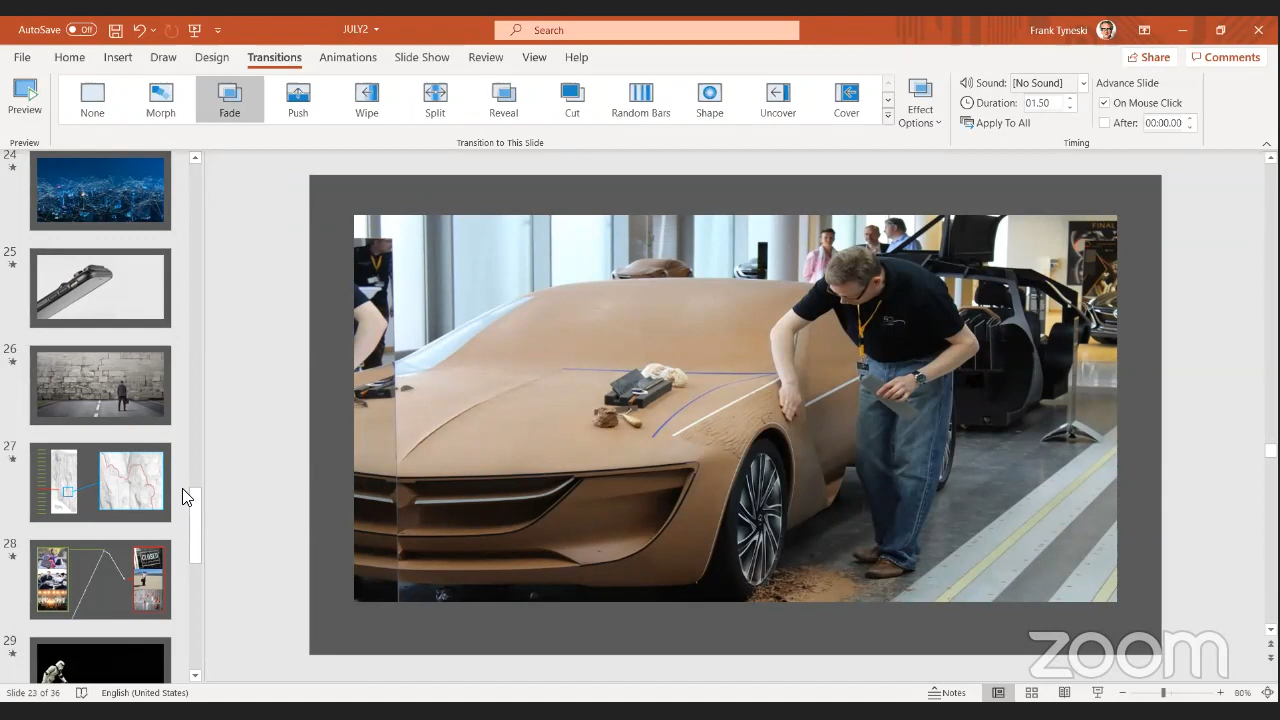 AutoSave Off
JULY2
Search
Frank Tyneski
File Home Insert Draw Design Transitions Animations Slide Show Review View Help
Share Comments
Preview
None Morph Fade Push Wipe Split Reveal Cut Random Bars Shape Uncover Cover
Effect Options
Sound: [No Sound]
Duration: 01.50
Apply To All
Advance Slide
On Mouse Click
After: 00:00.00
Preview
Transition to This Slide
Timing
24
25
26
27
28
CLOSED
29
FINAL
zoom
Slide 23 of 36 English (United States)
Notes
80%